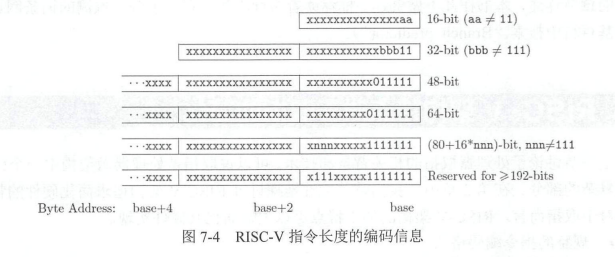 xxxxxxxxxxxxxxaa 16-bit (aa ≠ 11)
xxxxxxxxxxxxxxxx xxxxxxxxxxxbbb11 32-bit (bbb ≠ 111)
···xxxx xxxxxxxxxxxxxxxx xxxxxxxxxx011111 48-bit
···xxxx xxxxxxxxxxxxxxxx xxxxxxxxx0111111 64-bit
···xxxx xxxxxxxxxxxxxxxx xnnnxxxxx1111111 (80+16*nnn)-bit, nnn≠111
···xxxx xxxxxxxxxxxxxxxx x111xxxxx1111111 Reserved for ≥192-bits
Byte Address: base+4 base+2 base
图 7-4 RISC-V 指令长度的编码信息